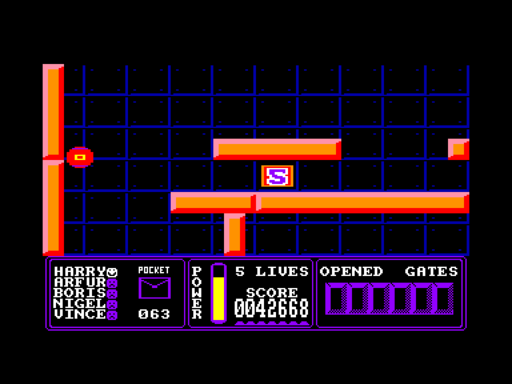 S
HARRY
ARFUR
BORIS
NIGEL
VINCE
POCKET
063
POWER
5 LIVES
SCORE
0042668
OPENED GATES